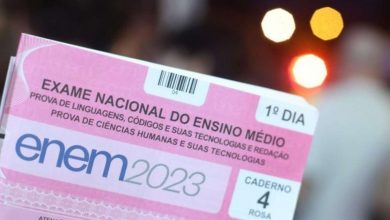 04
EXAME NACIONAL DO ENSINO MÉDIO
1º DIA
PROVA DE LINGUAGENS, CÓDIGOS E SUAS TECNOLOGIAS E REDAÇÃO
PROVA DE CIÊNCIAS HUMANAS E SUAS TECNOLOGIAS
enem2023
CADERNO
4
ROSA